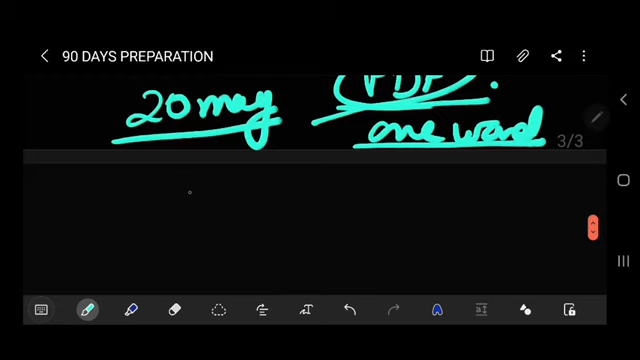 90 DAYS PREPARATION
(PDF).
20 may
one word
3/3